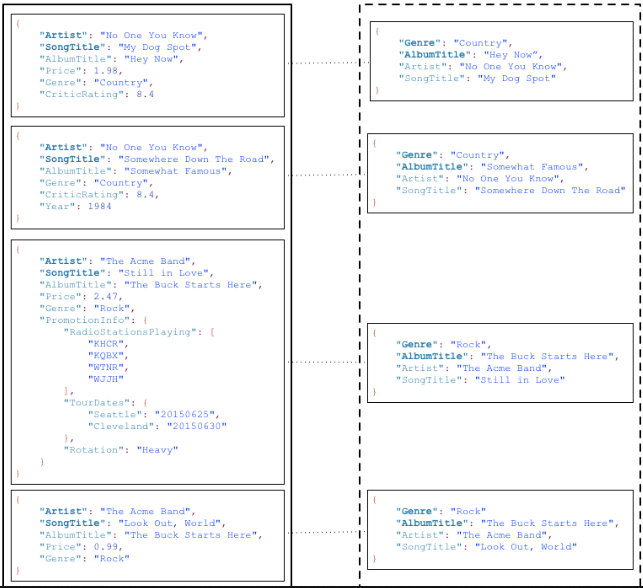 {
"Artist": "No One You Know",
"SongTitle": "My Dog Spot",
"AlbumTitle": "Hey Now",
"Price": 1.98,
"Genre": "Country",
"CriticRating": 8.4
}
{
"Artist": "No One You Know",
"SongTitle": "Somewhere Down The Road",
"AlbumTitle": "Somewhat Famous",
"Genre": "Country",
"CriticRating": 8.4,
"Year": 1984
}
{
"Artist": "The Acme Band",
"SongTitle": "Still in Love",
"AlbumTitle": "The Buck Starts Here",
"Price": 2.47,
"Genre": "Rock",
"PromotionInfo": {
"RadioStationsPlaying": [
"KHCR",
"KQBX",
"WTNR",
"WJJH"
],
"TourDates": {
"Seattle": "20150625",
"Cleveland": "20150630"
},
"Rotation": "Heavy"
}
}
{
"Artist": "The Acme Band",
"SongTitle": "Look Out, World",
"AlbumTitle": "The Buck Starts Here",
"Price": 0.99,
"Genre": "Rock"
}
{
"Genre": "Country",
"AlbumTitle": "Hey Now",
"Artist": "No One You Know",
"SongTitle": "My Dog Spot"
}
{
"Genre": "Country",
"AlbumTitle": "Somewhat Famous",
"Artist": "No One You Know",
"SongTitle": "Somewhere Down The Road"
}
{
"Genre": "Rock",
"AlbumTitle": "The Buck Starts Here",
"Artist": "The Acme Band",
"SongTitle": "Still in Love"
}
{
"Genre": "Rock"
"AlbumTitle": "The Buck Starts Here",
"Artist": "The Acme Band",
"SongTitle": "Look Out, World"
}